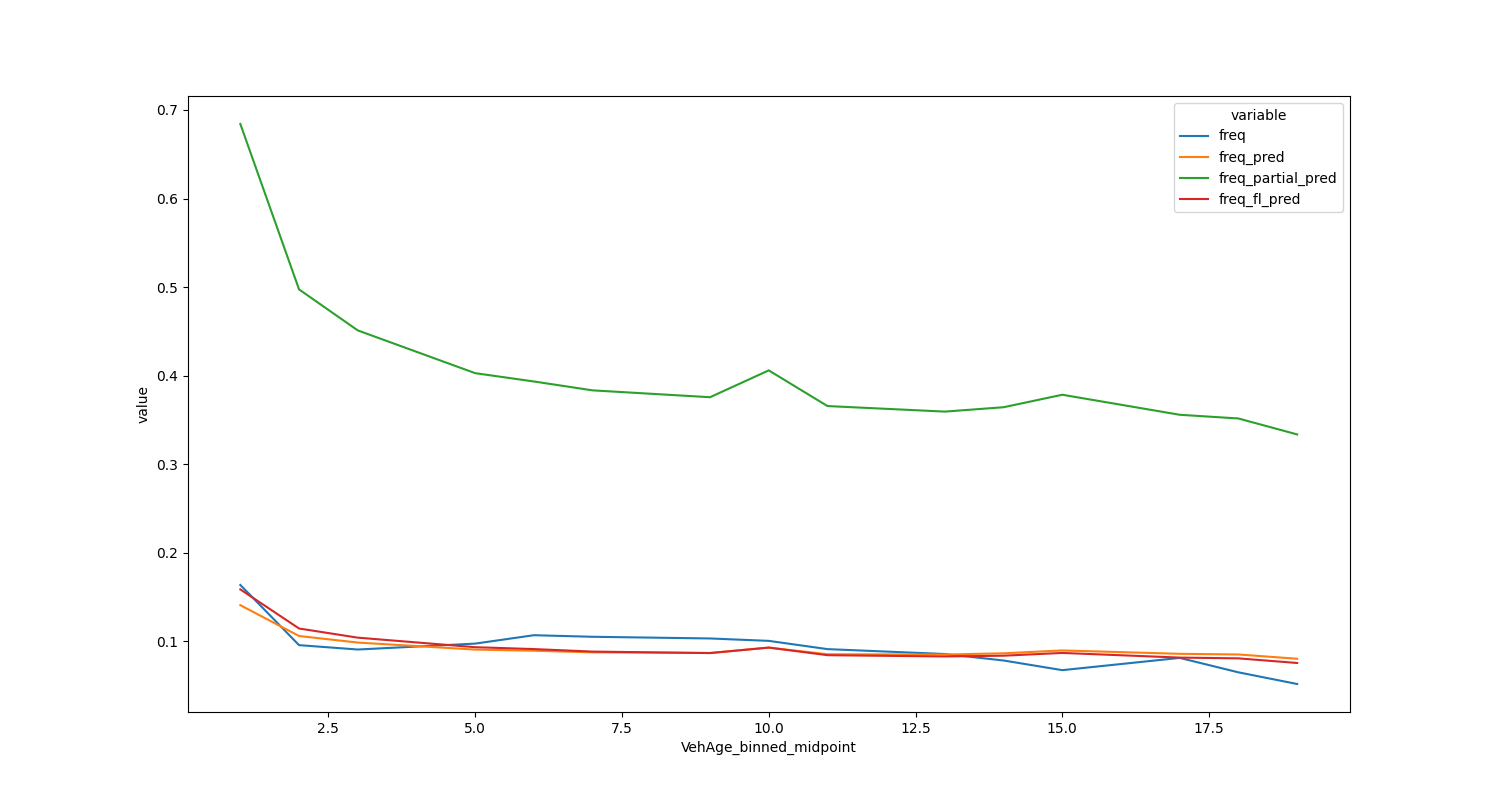 variable
freq
freq_pred
freq_partial_pred
freq_fl_pred
value
0.7
0.6
0.5
0.4
0.3
0.2
0.1
2.5 5.0 7.5 10.0 12.5 15.0 17.5
VehAge_binned_midpoint